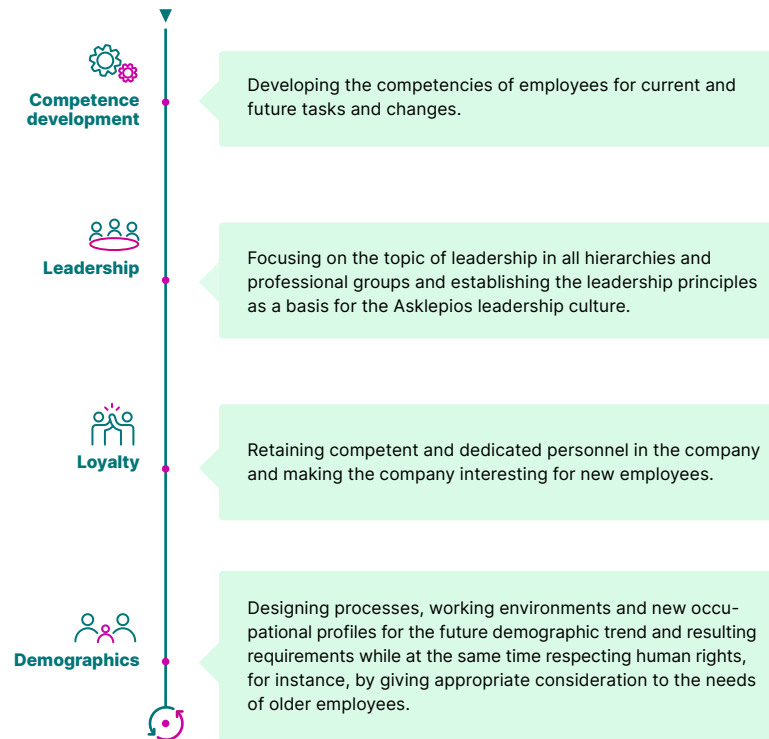 Competence
development
Developing the competencies of employees for current and
future tasks and changes.
Leadership
Focusing on the topic of leadership in all hierarchies and
professional groups and establishing the leadership principles
as a basis for the Asklepios leadership culture.
Loyalty
Retaining competent and dedicated personnel in the company
and making the company interesting for new employees.
Demographics
Designing processes, working environments and new occu-
pational profiles for the future demographic trend and resulting
requirements while at the same time respecting human rights,
for instance, by giving appropriate consideration to the needs
of older employees.